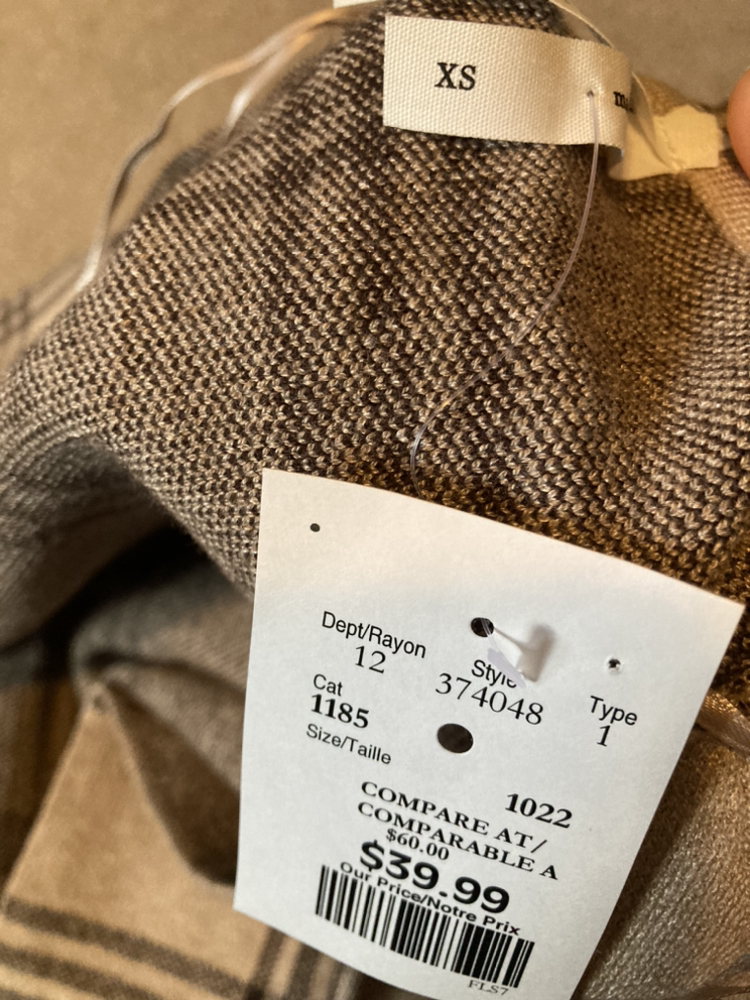 XS
Dept/Rayon
12
Style
374048
Type
1
Cat
1185
Size/Taille
1022
COMPARE AT/
COMPARABLE A
$60.00
$39.99
Our Price/Notre Prix
FLS7